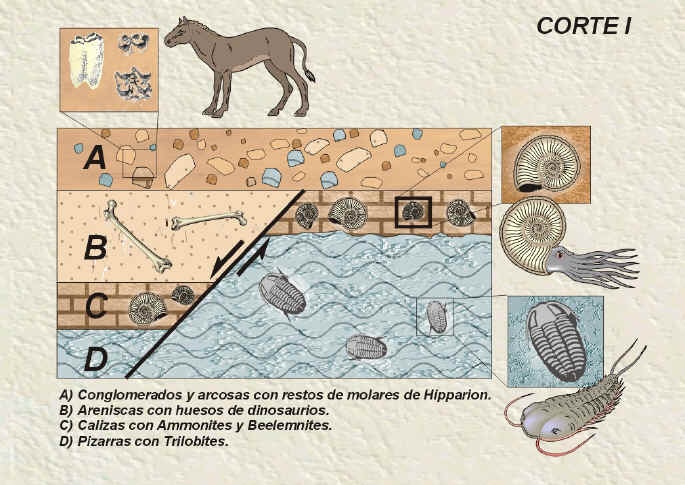 CORTE I
A
B
C
D
A) Conglomerados y arcosas con restos de molares de Hipparion.
B) Areniscas con huesos de dinosaurios.
C) Calizas con Ammonites y Beelemnites.
D) Pizarras con Trilobites.